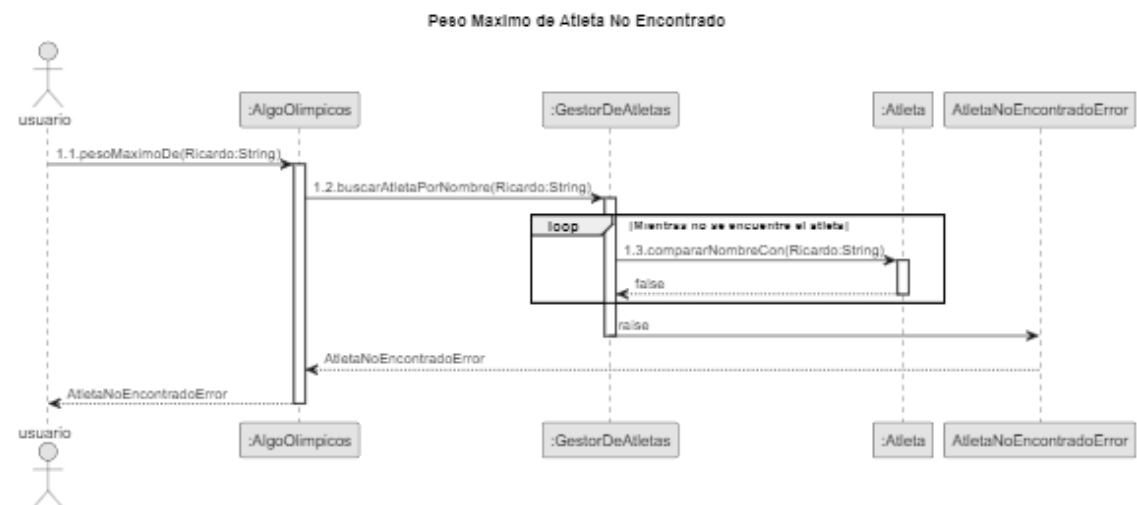 Peso Maximo de Atleta No Encontrado
usuario
:AlgoOlimpicos
:GestorDeAtletas
:Atleta
AtletaNoEncontradoError
1.1.pesoMaximoDe(Ricardo:String)
1.2.buscarAtletaPorNombre(Ricardo:String)
loop
[Mientras no se encuentre el atleta]
1.3.compararNombreCon(Ricardo:String)
false
raise
AtletaNoEncontradoError
AtletaNoEncontradoError
usuario
:AlgoOlimpicos
:GestorDeAtletas
:Atleta
AtletaNoEncontradoError